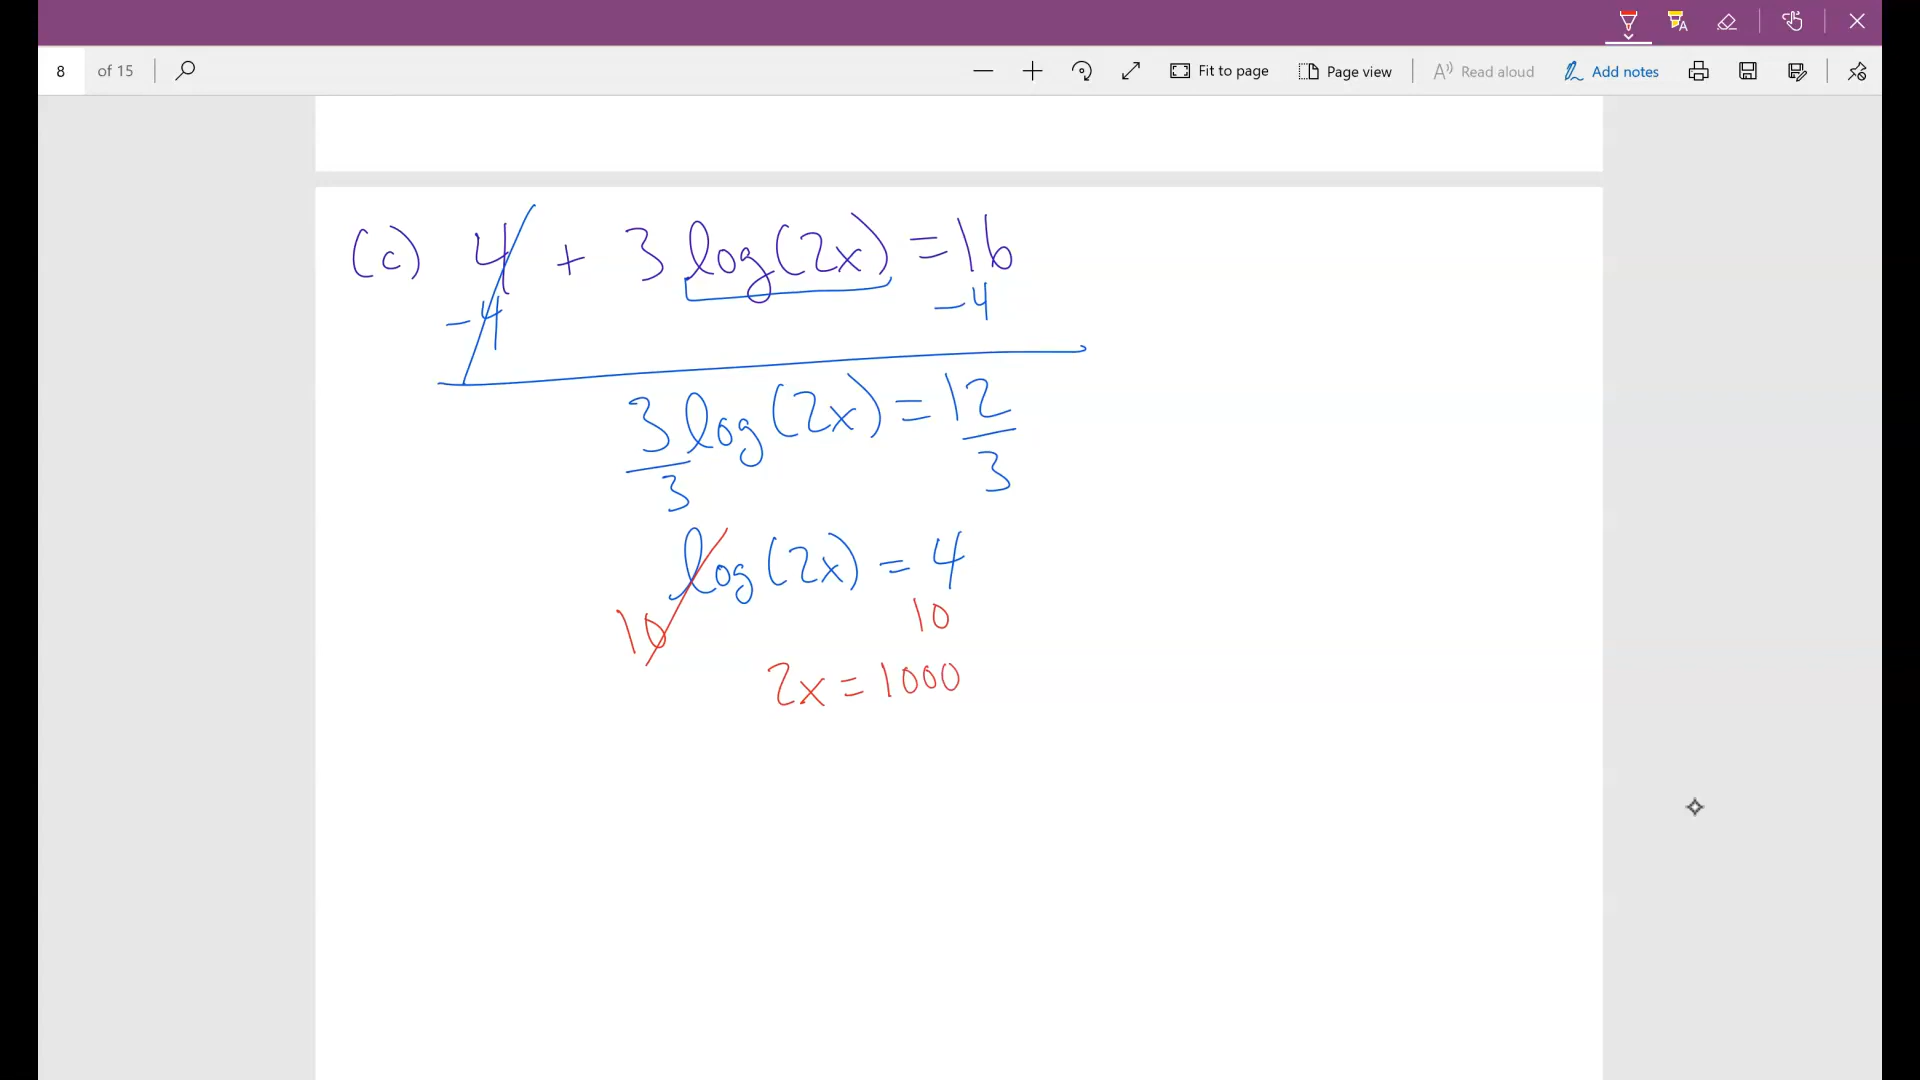 8 of 15 Fit to page Page view Read aloud Add notes
(c) 4 + 3 log(2x) = 16
-4 -4
3 log(2x) = 12
3 3
log(2x) = 4
10 10
2x = 1000